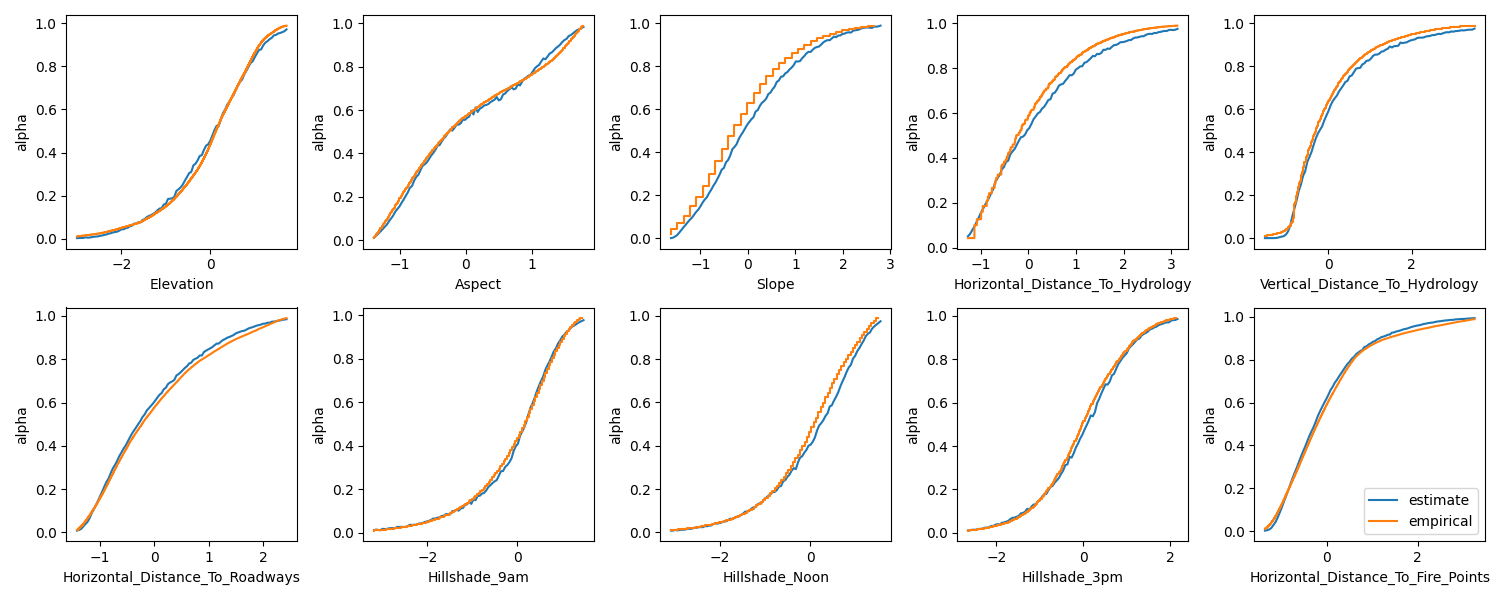 1.0
0.8
0.6
0.4
0.2
0.0
alpha
−2 0
Elevation
1.0
0.8
0.6
0.4
0.2
0.0
alpha
−1 0 1
Aspect
1.0
0.8
0.6
0.4
0.2
0.0
alpha
−1 0 1 2 3
Slope
1.0
0.8
0.6
0.4
0.2
0.0
alpha
−1 0 1 2 3
Horizontal_Distance_To_Hydrology
1.0
0.8
0.6
0.4
0.2
0.0
alpha
0 2
Vertical_Distance_To_Hydrology
1.0
0.8
0.6
0.4
0.2
0.0
alpha
−1 0 1 2
Horizontal_Distance_To_Roadways
1.0
0.8
0.6
0.4
0.2
0.0
alpha
−2 0
Hillshade_9am
1.0
0.8
0.6
0.4
0.2
0.0
alpha
−2 0
Hillshade_Noon
1.0
0.8
0.6
0.4
0.2
0.0
alpha
−2 0 2
Hillshade_3pm
1.0
0.8
0.6
0.4
0.2
0.0
alpha
estimate
empirical
0 2
Horizontal_Distance_To_Fire_Points